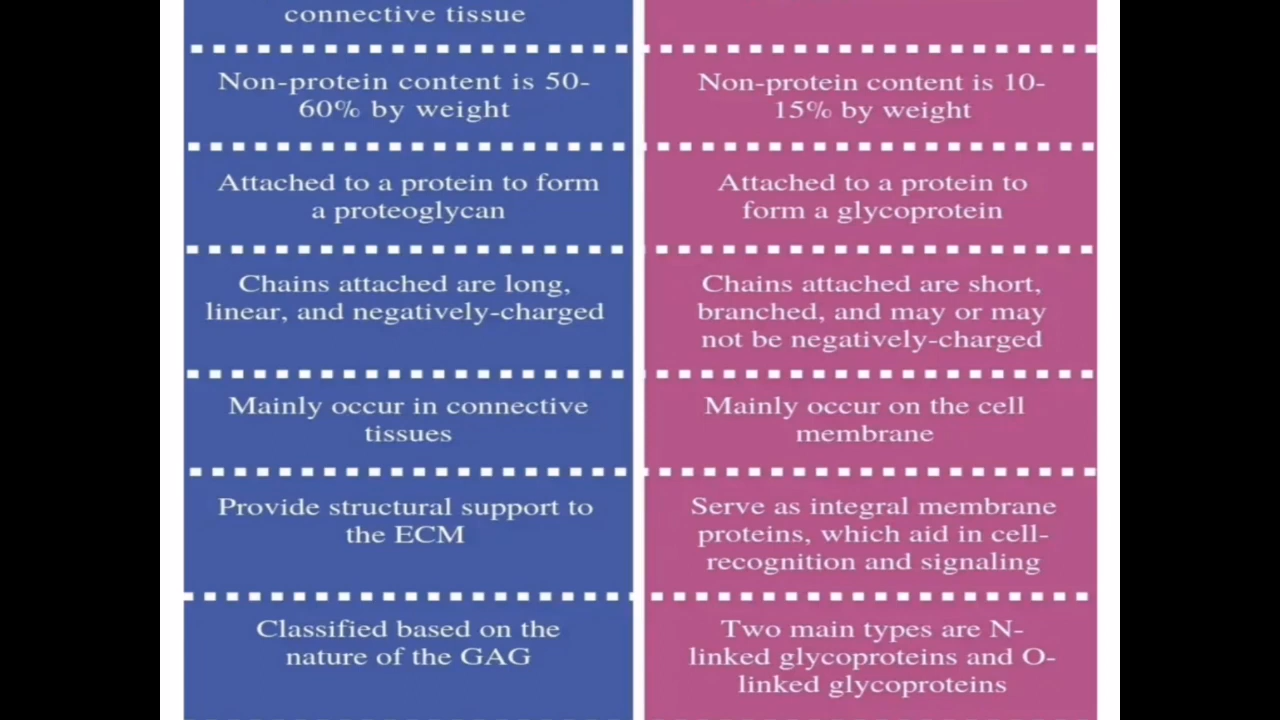 connective tissue
Non-protein content is 50-
60% by weight
Non-protein content is 10-
15% by weight
Attached to a protein to form
a proteoglycan
Attached to a protein to
form a glycoprotein
Chains attached are long,
linear, and negatively-charged
Chains attached are short,
branched, and may or may
not be negatively-charged
Mainly occur in connective
tissues
Mainly occur on the cell
membrane
Provide structural support to
the ECM
Serve as integral membrane
proteins, which aid in cell-
recognition and signaling
Classified based on the
nature of the GAG
Two main types are N-
linked glycoproteins and O-
linked glycoproteins